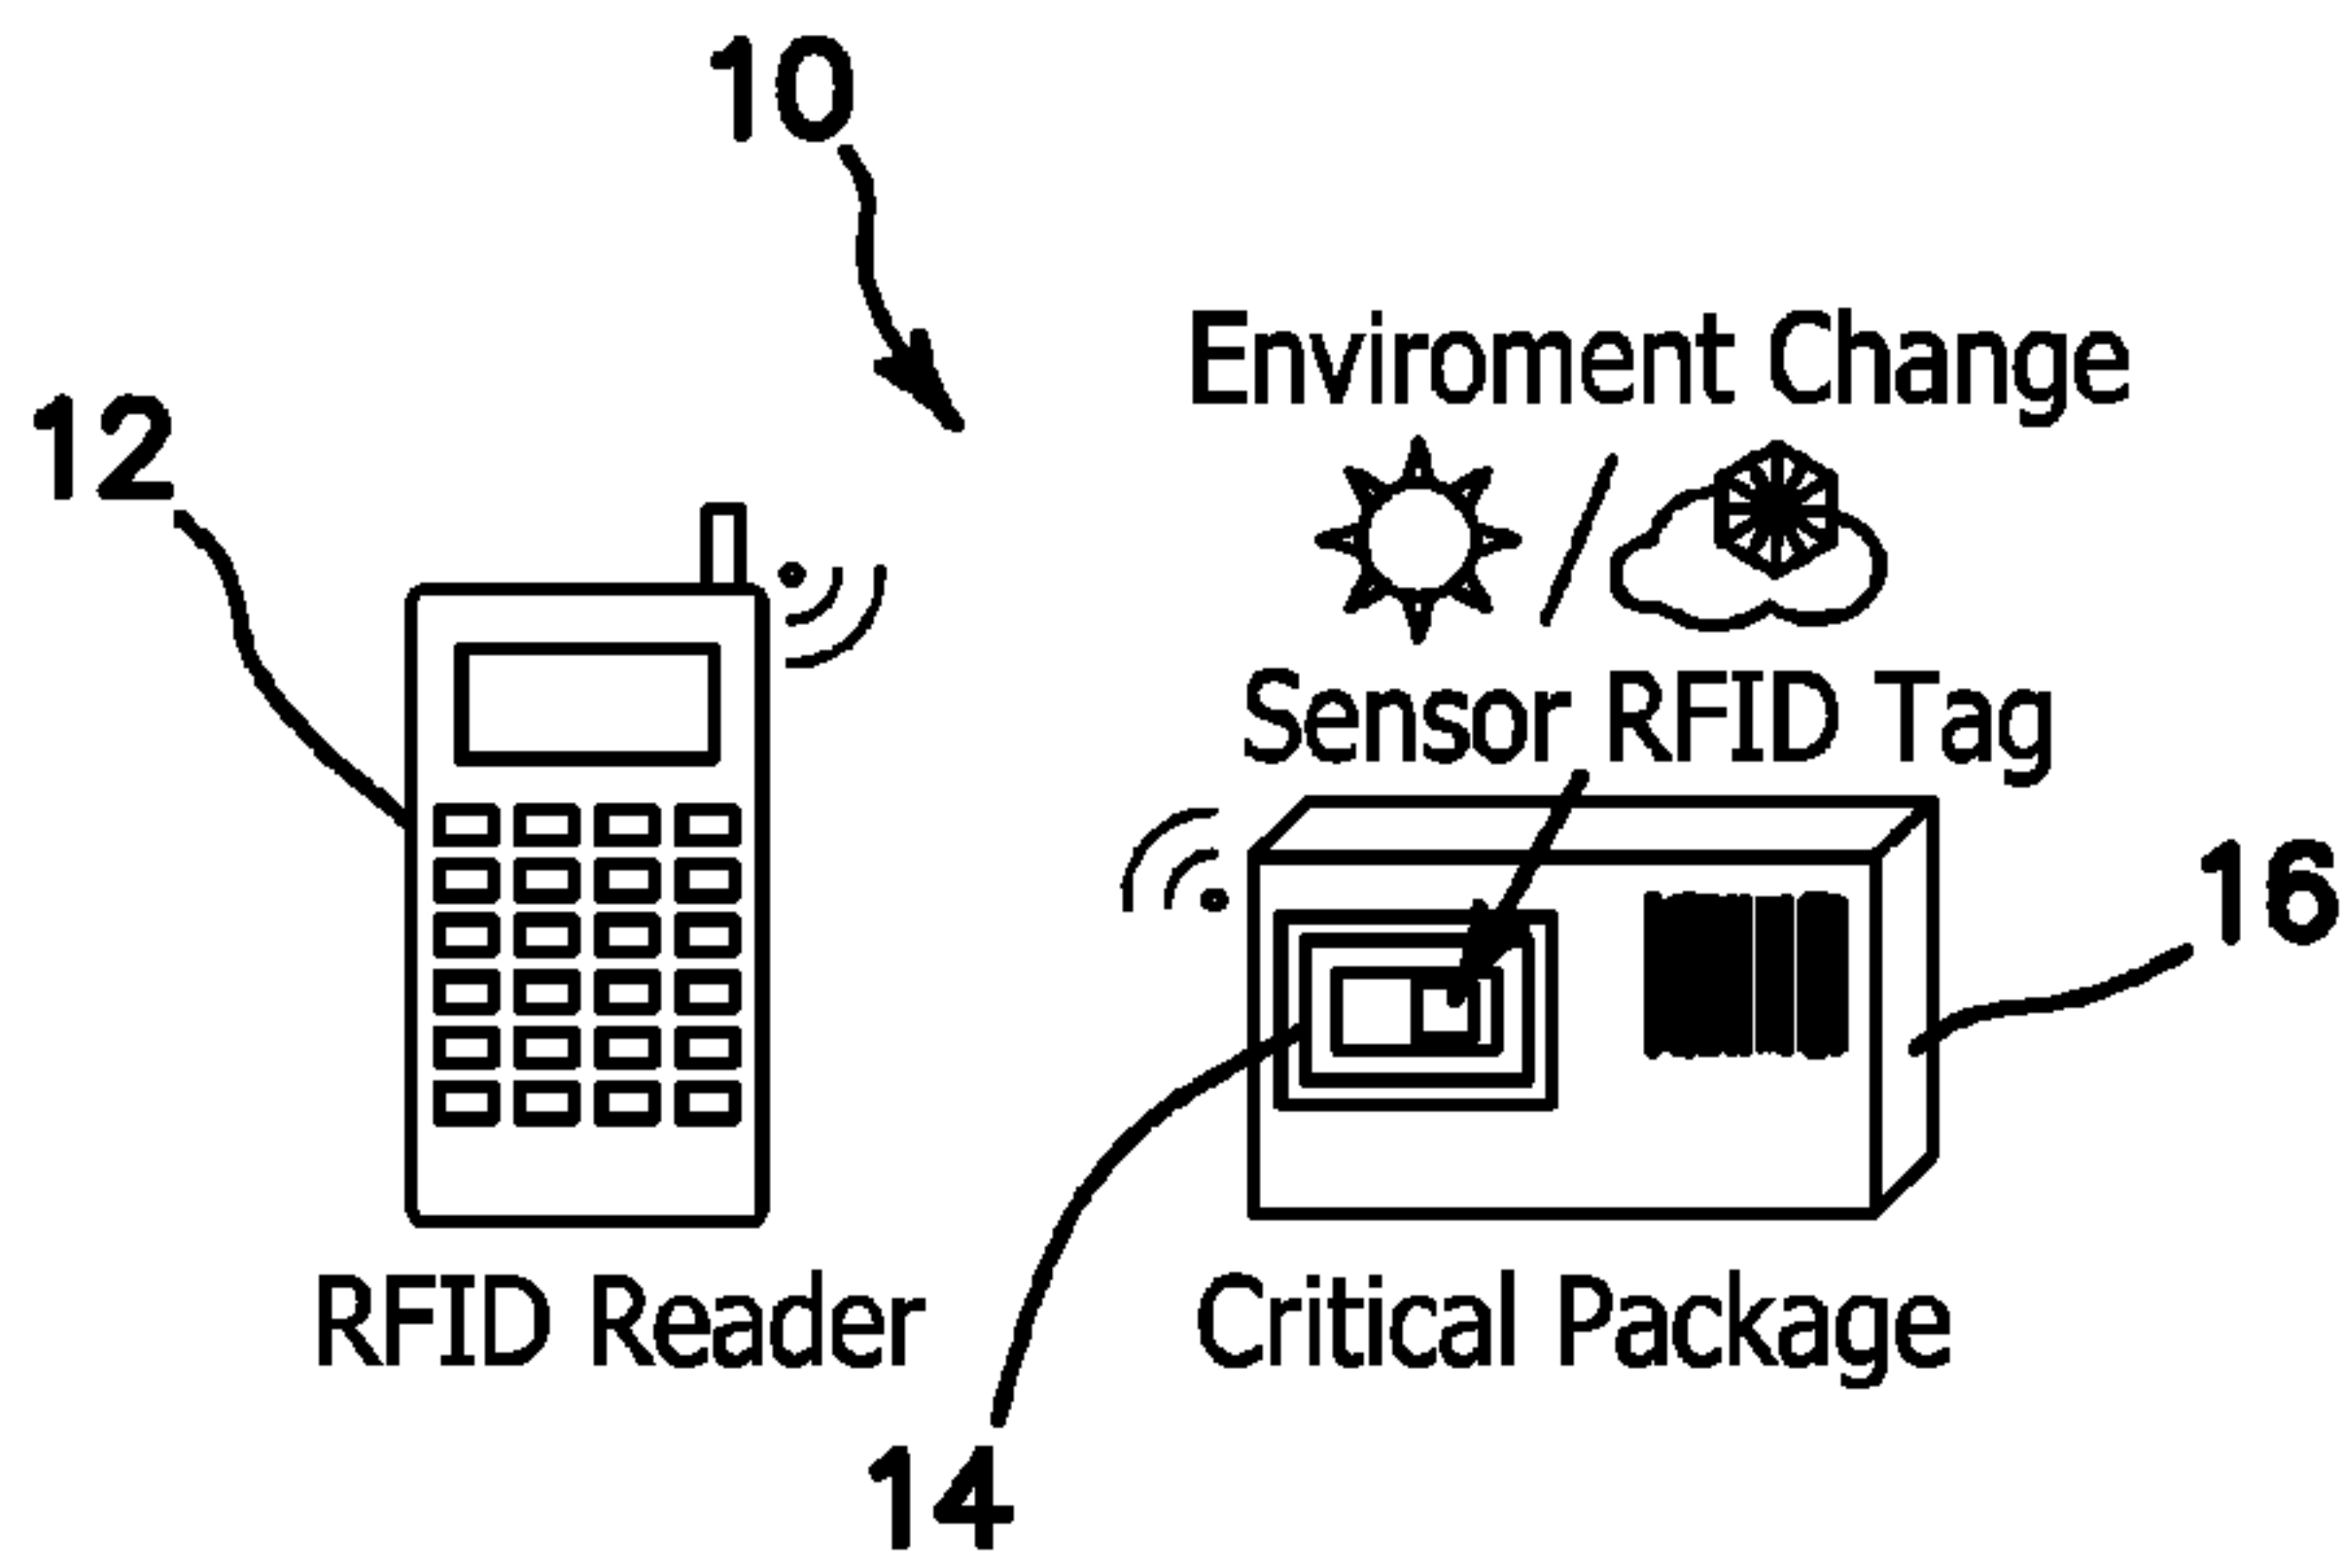 10
Enviroment Change
12
Sensor RFID Tag
16
RFID Reader
Critical Package
14